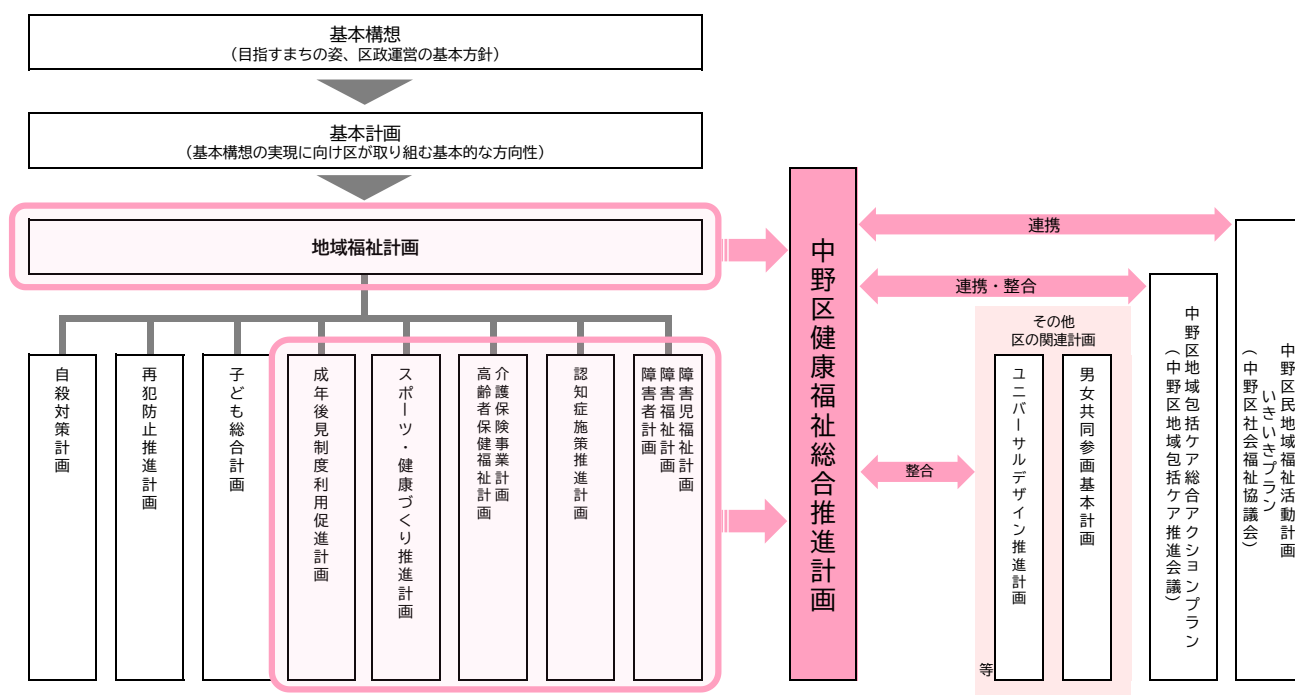 基本構想
（目指すまちの姿、区政運営の基本方針）
基本計画
（基本構想の実現に向け区が取り組む基本的な方向性）
地域福祉計画
自殺対策計画
再犯防止推進計画
子ども総合計画
成年後見制度利用促進計画
スポーツ・健康づくり推進計画
介護保険事業計画
高齢者保健福祉計画
認知症施策推進計画
障害児福祉計画
障害福祉計画
障害者計画
中野区健康福祉総合推進計画
連携
連携・整合
整合
その他
区の関連計画
ユニバーサルデザイン推進計画
男女共同参画基本計画
等
中野区地域包括ケア総合アクションプラン
（中野区地域包括ケア推進会議）
中野区民地域福祉活動計画
いきいきプラン
（中野区社会福祉協議会）